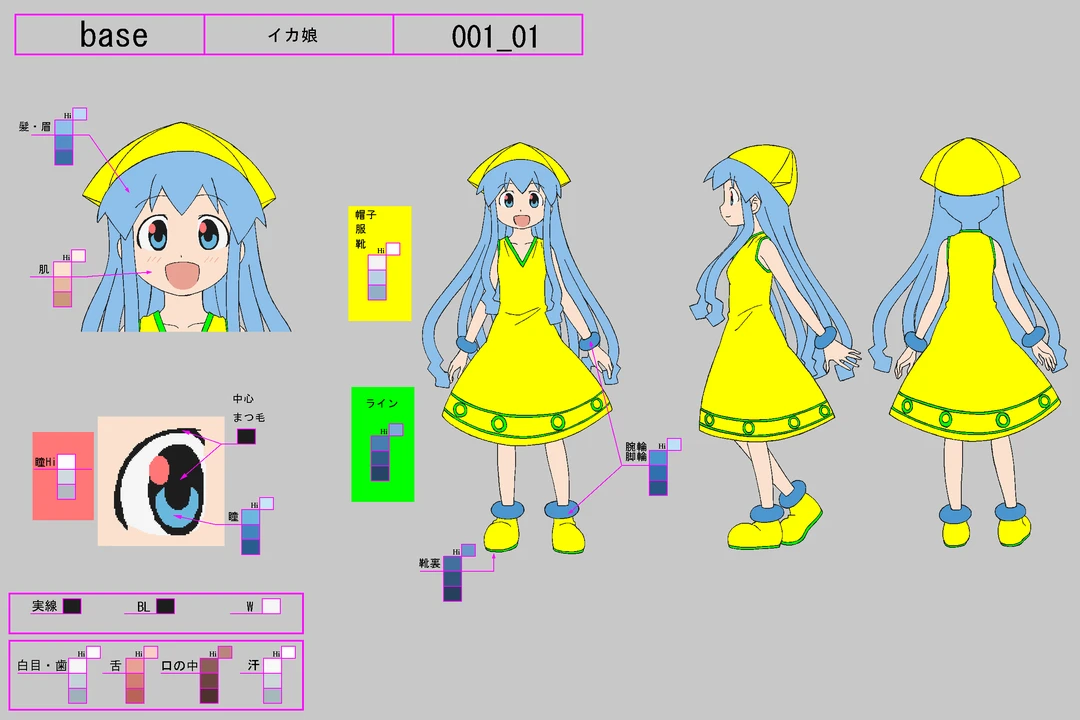 base
イカ娘
001_01
髪・眉
Hi
肌
Hi
帽子
服
靴
Hi
ライン
Hi
中心
まつ毛
瞳Hi
瞳
Hi
腕輪
脚輪
Hi
靴裏
Hi
実線
BL
W
白目・歯
Hi
舌
Hi
口の中
Hi
汗
Hi